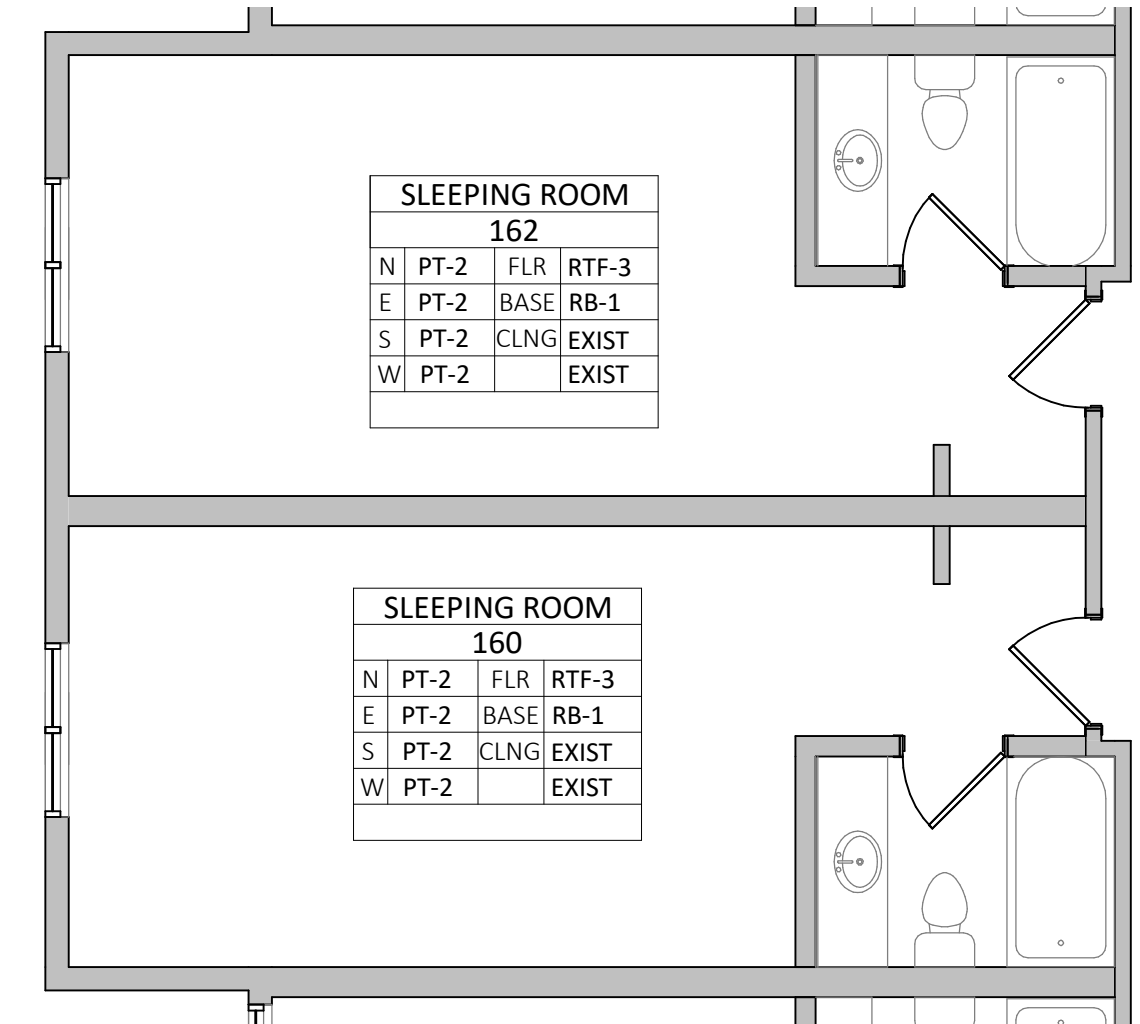 SLEEPING ROOM
162
N PT-2 FLR RTF-3
E PT-2 BASE RB-1
S PT-2 CLNG EXIST
W PT-2 EXIST
SLEEPING ROOM
160
N PT-2 FLR RTF-3
E PT-2 BASE RB-1
S PT-2 CLNG EXIST
W PT-2 EXIST